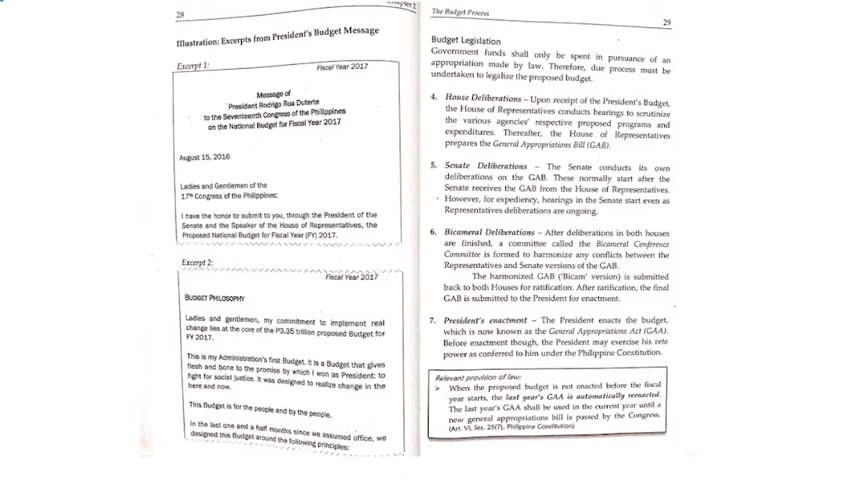 28
Chapter 2
Illustration: Excerpts from President's Budget Message
Excerpt 1:
Fiscal Year 2017
Message of
President Rodrigo Roa Duterte
to the Seventeenth Congress of the Philippines
on the National Budget for Fiscal Year 2017
August 15, 2016
Ladies and Gentlemen of the
17th Congress of the Philippines:
I have the honor to submit to you, through the President of the
Senate and the Speaker of the House of Representatives, the
Proposed National Budget for Fiscal Year (FY) 2017.
Excerpt 2:
Fiscal Year 2017
BUDGET PHILOSOPHY
Ladies and gentlemen, my commitment to implement real
change lies at the core of the P3.35 trillion proposed Budget for
FY 2017.
This is my Administration's first Budget. It is a Budget that gives
flesh and bone to the promise by which I won as President: to
fight for social justice. It was designed to realize change in the
here and now.
This Budget is for the people and by the people.
In the last one and a half months since we assumed office, we
designed this Budget around the following principles:
The Budget Process
29
Budget Legislation
Government funds shall only be spent in pursuance of an
appropriation made by law. Therefore, due process must be
undertaken to legalize the proposed budget.
4. House Deliberations – Upon receipt of the President's Budget,
the House of Representatives conducts hearings to scrutinize
the various agencies' respective proposed programs and
expenditures. Thereafter, the House of Representatives
prepares the General Appropriations Bill (GAB).
5. Senate Deliberations – The Senate conducts its own
deliberations on the GAB. These normally start after the
Senate receives the GAB from the House of Representatives.
However, for expediency, hearings in the Senate start even as
Representatives deliberations are ongoing.
6. Bicameral Deliberations – After deliberations in both houses
are finished, a committee called the Bicameral Conference
Committee is formed to harmonize any conflicts between the
Representatives and Senate versions of the GAB.
The harmonized GAB ('Bicam' version) is submitted
back to both Houses for ratification. After ratification, the final
GAB is submitted to the President for enactment.
7. President's enactment – The President enacts the budget,
which is now known as the General Appropriations Act (GAA).
Before enactment though, the President may exercise his veto
power as conferred to him under the Philippine Constitution.
Relevant provision of law:
➢ When the proposed budget is not enacted before the fiscal
year starts, the last year's GAA is automatically reenacted.
The last year's GAA shall be used in the current year until a
new general appropriations bill is passed by the Congress.
(Art. VI, Sec. 25(7), Philippine Constitution)